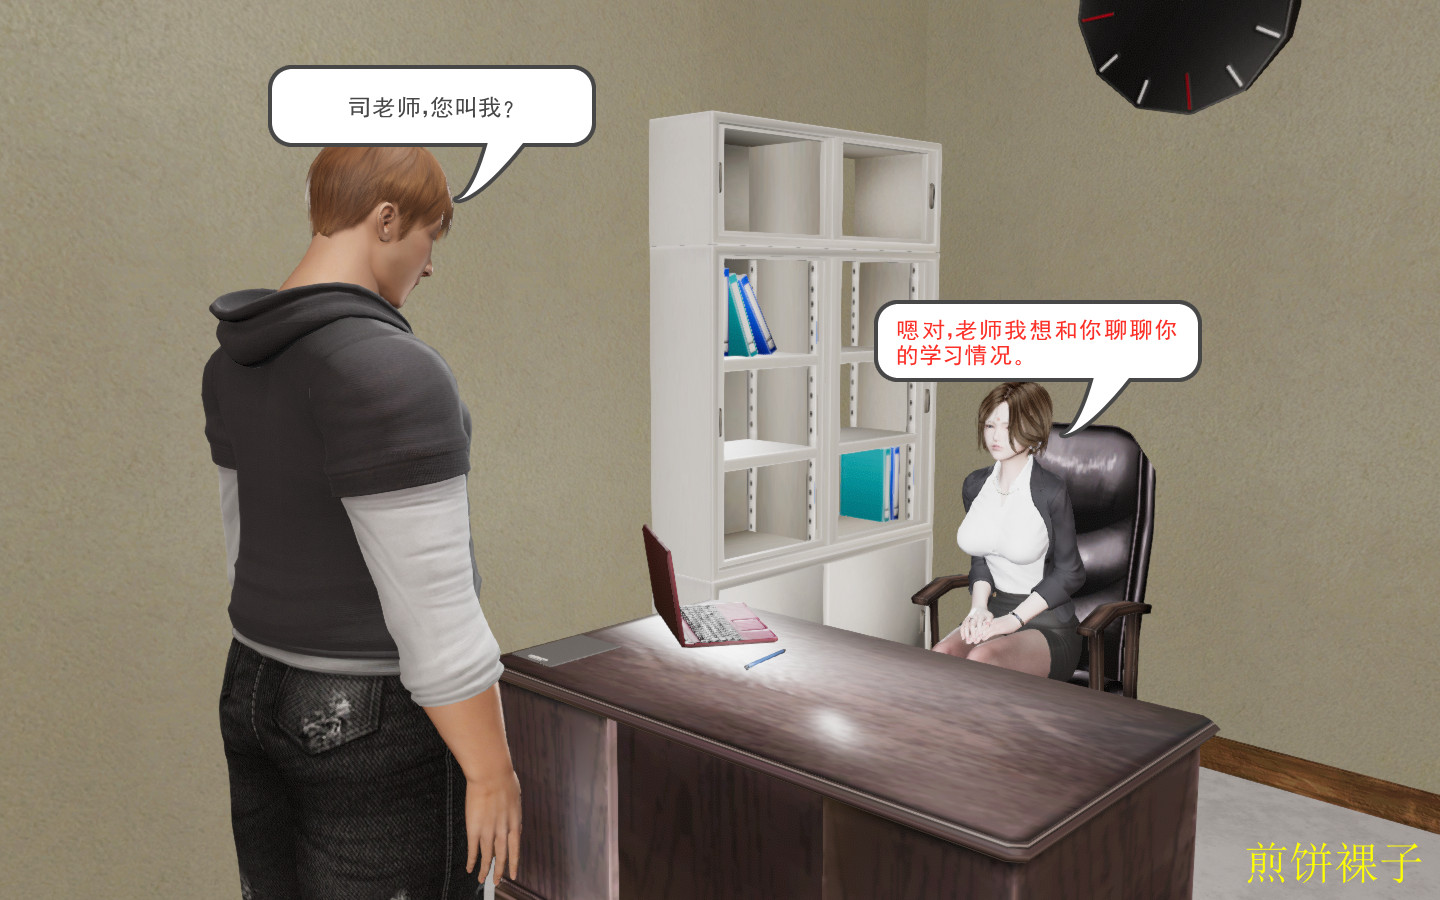 司老师,您叫我?
嗯对,老师我想和你聊聊你
的学习情况。
煎饼裸子